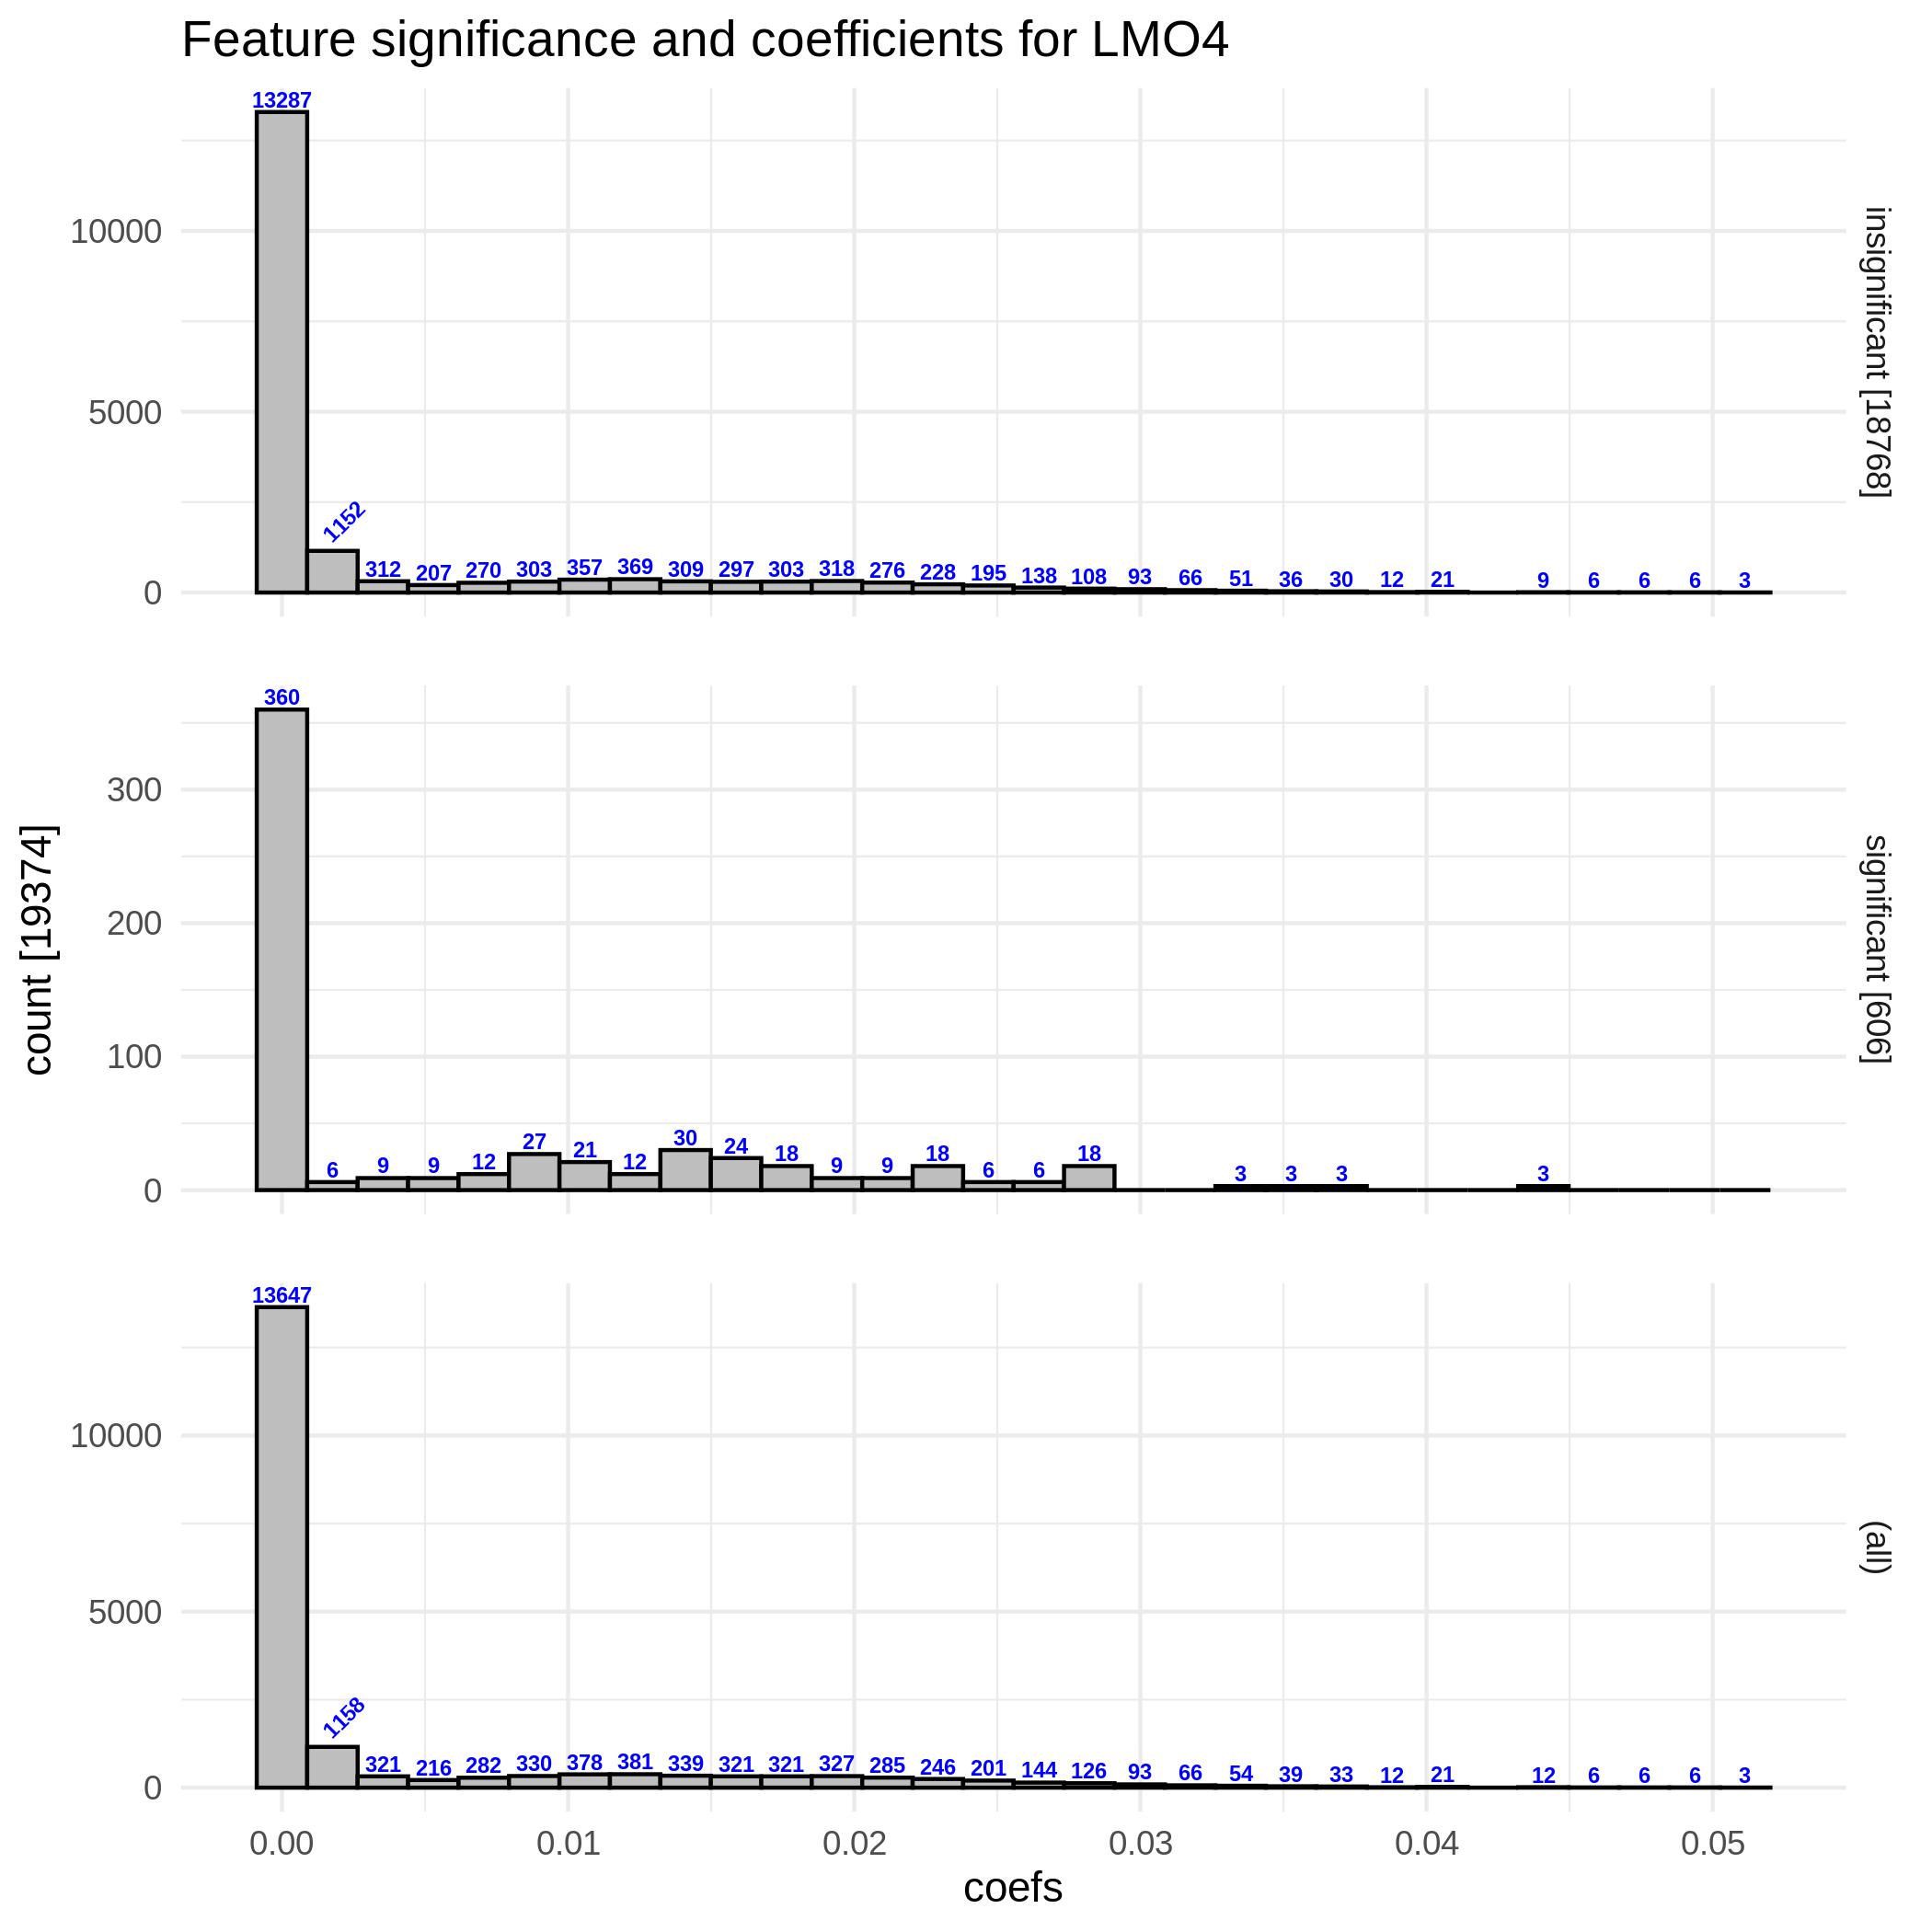 Feature significance and coefficients for LMO4
count [19374]
13287
1152
312 207 270 303 357 369 309 297 303 318 276 228 195 138 108 93 66 51 36 30 12 21 9 6 6 6 3
10000
5000
0
insignificant [18768]
360
6 9 9 12 27 21 12 30 24 18 9 9 18 6 6 18 3 3 3 3
300
200
100
0
significant [606]
13647
1158
321 216 282 330 378 381 339 321 321 327 285 246 201 144 126 93 66 54 39 33 12 21 12 6 6 6 3
10000
5000
0
(all)
0.00 0.01 0.02 0.03 0.04 0.05
coefs